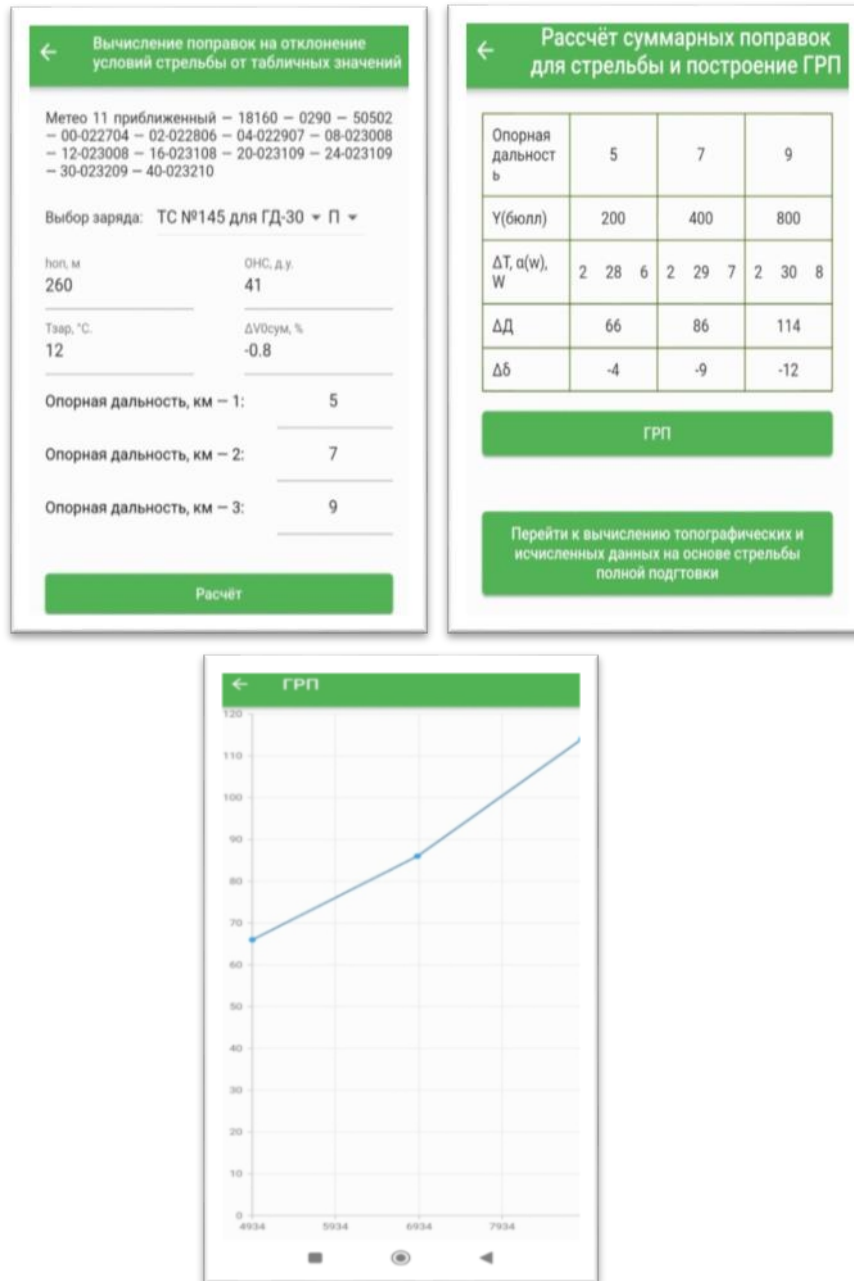 Вычисление поправок на отклонение
условий стрельбы от табличных значений
Метео 11 приближенный — 18160 — 0290 — 50502
— 00-022704 — 02-022806 — 04-022907 — 08-023008
— 12-023008 — 16-023108 — 20-023109 — 24-023109
— 30-023209 — 40-023210
Выбор заряда: ТС №145 для ГД-30 П
hоп, м ОНС, д.у.
260 41
Тзар, °С. ΔV0сум, %
12 -0.8
Опорная дальность, км — 1: 5
Опорная дальность, км — 2: 7
Опорная дальность, км — 3: 9
Расчёт
Рассчёт суммарных поправок
для стрельбы и построение ГРП
Опорная
дальност
ь
5 7 9
Y(бюлл) 200 400 800
ΔТ, α(w),
W
2 28 6 2 29 7 2 30 8
ΔД 66 86 114
Δδ -4 -9 -12
ГРП
Перейти к вычислению топографических и
исчисленных данных на основе стрельбы
полной подгтовки
ГРП
120
110
100
90
80
70
60
50
40
30
20
10
0
4934 5934 6934 7934